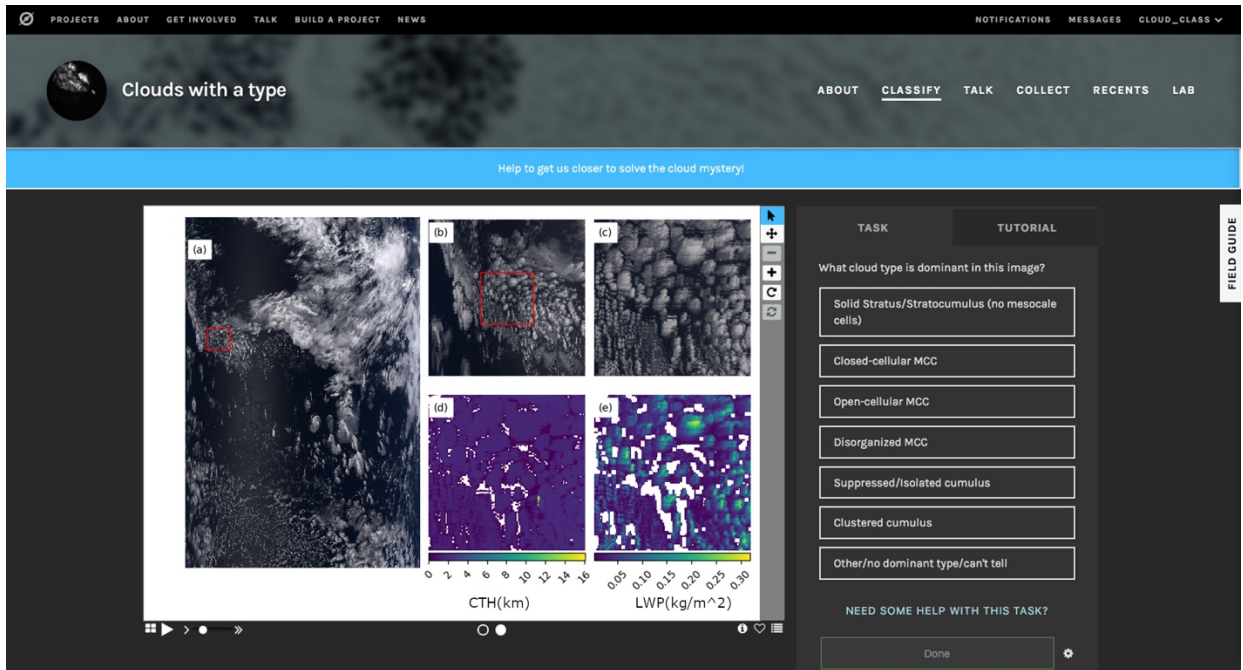 PROJECTS ABOUT GET INVOLVED TALK BUILD A PROJECT NEWS NOTIFICATIONS MESSAGES CLOUD_CLASS
Clouds with a type
ABOUT CLASSIFY TALK COLLECT RECENTS LAB
Help to get us closer to solve the cloud mystery!
FIELD GUIDE
(a)
(b)
(c)
(d)
(e)
0 2 4 6 8 10 12 14 16
CTH(km)
0.05 0.10 0.15 0.20 0.25 0.30
LWP(kg/m^2)
TASK TUTORIAL
What cloud type is dominant in this image?
Solid Stratus/Stratocumulus (no mesocale
cells)
Closed-cellular MCC
Open-cellular MCC
Disorganized MCC
Suppressed/Isolated cumulus
Clustered cumulus
Other/no dominant type/can't tell
NEED SOME HELP WITH THIS TASK?
Done